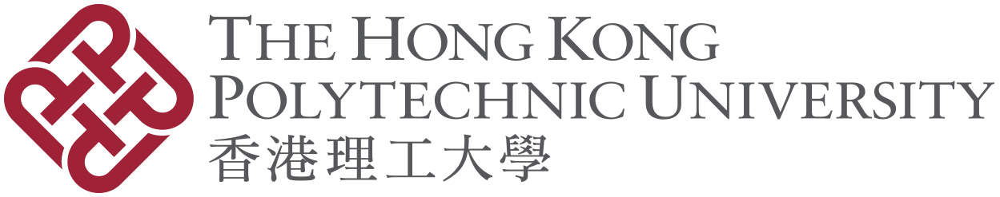 THE HONG KONG
POLYTECHNIC UNIVERSITY
香港理工大學